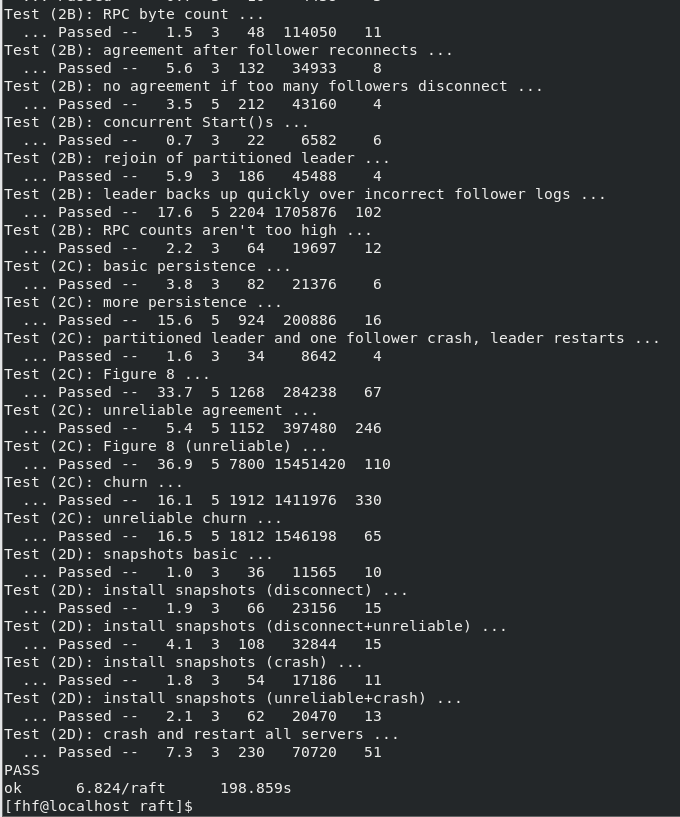 Test (2B): RPC byte count ...
  ... Passed --   1.5  3   48  114050   11
Test (2B): agreement after follower reconnects ...
  ... Passed --   5.6  3  132   34933    8
Test (2B): no agreement if too many followers disconnect ...
  ... Passed --   3.5  5  212   43160    4
Test (2B): concurrent Start()s ...
  ... Passed --   0.7  3   22    6582    6
Test (2B): rejoin of partitioned leader ...
  ... Passed --   5.9  3  186   45488    4
Test (2B): leader backs up quickly over incorrect follower logs ...
  ... Passed --  17.6  5 2204 1705876  102
Test (2B): RPC counts aren't too high ...
  ... Passed --   2.2  3   64   19697   12
Test (2C): basic persistence ...
  ... Passed --   3.8  3   82   21376    6
Test (2C): more persistence ...
  ... Passed --  15.6  5  924  200886   16
Test (2C): partitioned leader and one follower crash, leader restarts ...
  ... Passed --   1.6  3   34    8642    4
Test (2C): Figure 8 ...
  ... Passed --  33.7  5 1268  284238   67
Test (2C): unreliable agreement ...
  ... Passed --   5.4  5 1152  397480  246
Test (2C): Figure 8 (unreliable) ...
  ... Passed --  36.9  5 7800 15451420  110
Test (2C): churn ...
  ... Passed --  16.1  5 1912 1411976  330
Test (2C): unreliable churn ...
  ... Passed --  16.5  5 1812 1546198   65
Test (2D): snapshots basic ...
  ... Passed --   1.0  3   36   11565   10
Test (2D): install snapshots (disconnect) ...
  ... Passed --   1.9  3   66   23156   15
Test (2D): install snapshots (disconnect+unreliable) ...
  ... Passed --   4.1  3  108   32844   15
Test (2D): install snapshots (crash) ...
  ... Passed --   1.8  3   54   17186   11
Test (2D): install snapshots (unreliable+crash) ...
  ... Passed --   2.1  3   62   20470   13
Test (2D): crash and restart all servers ...
  ... Passed --   7.3  3  230   70720   51
PASS
ok      6.824/raft      198.859s
[fhf@localhost raft]$